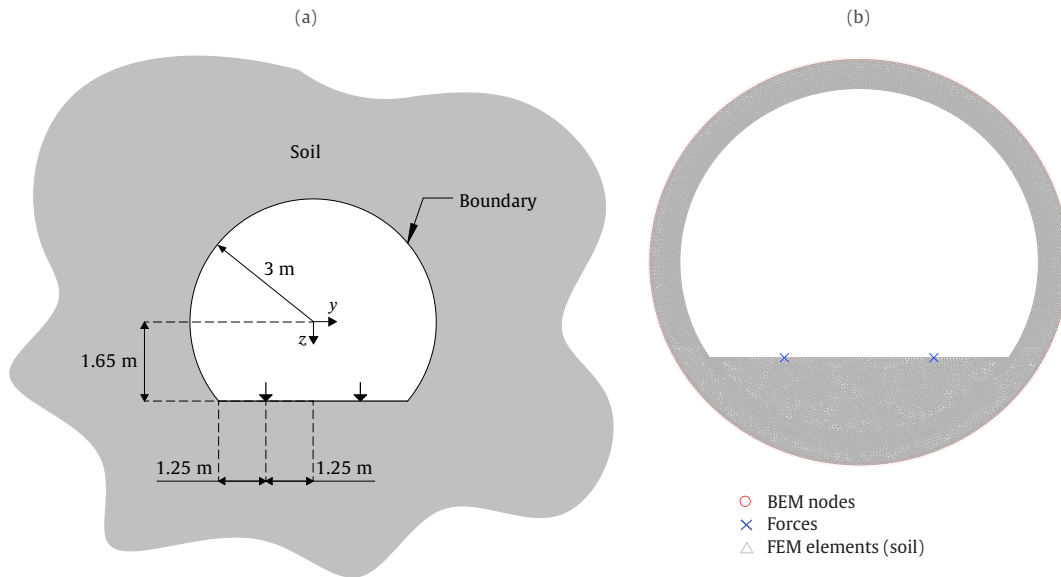 (a)
(b)
Soil
Boundary
3 m
y
z
1.65 m
1.25 m
1.25 m
BEM nodes
Forces
FEM elements (soil)